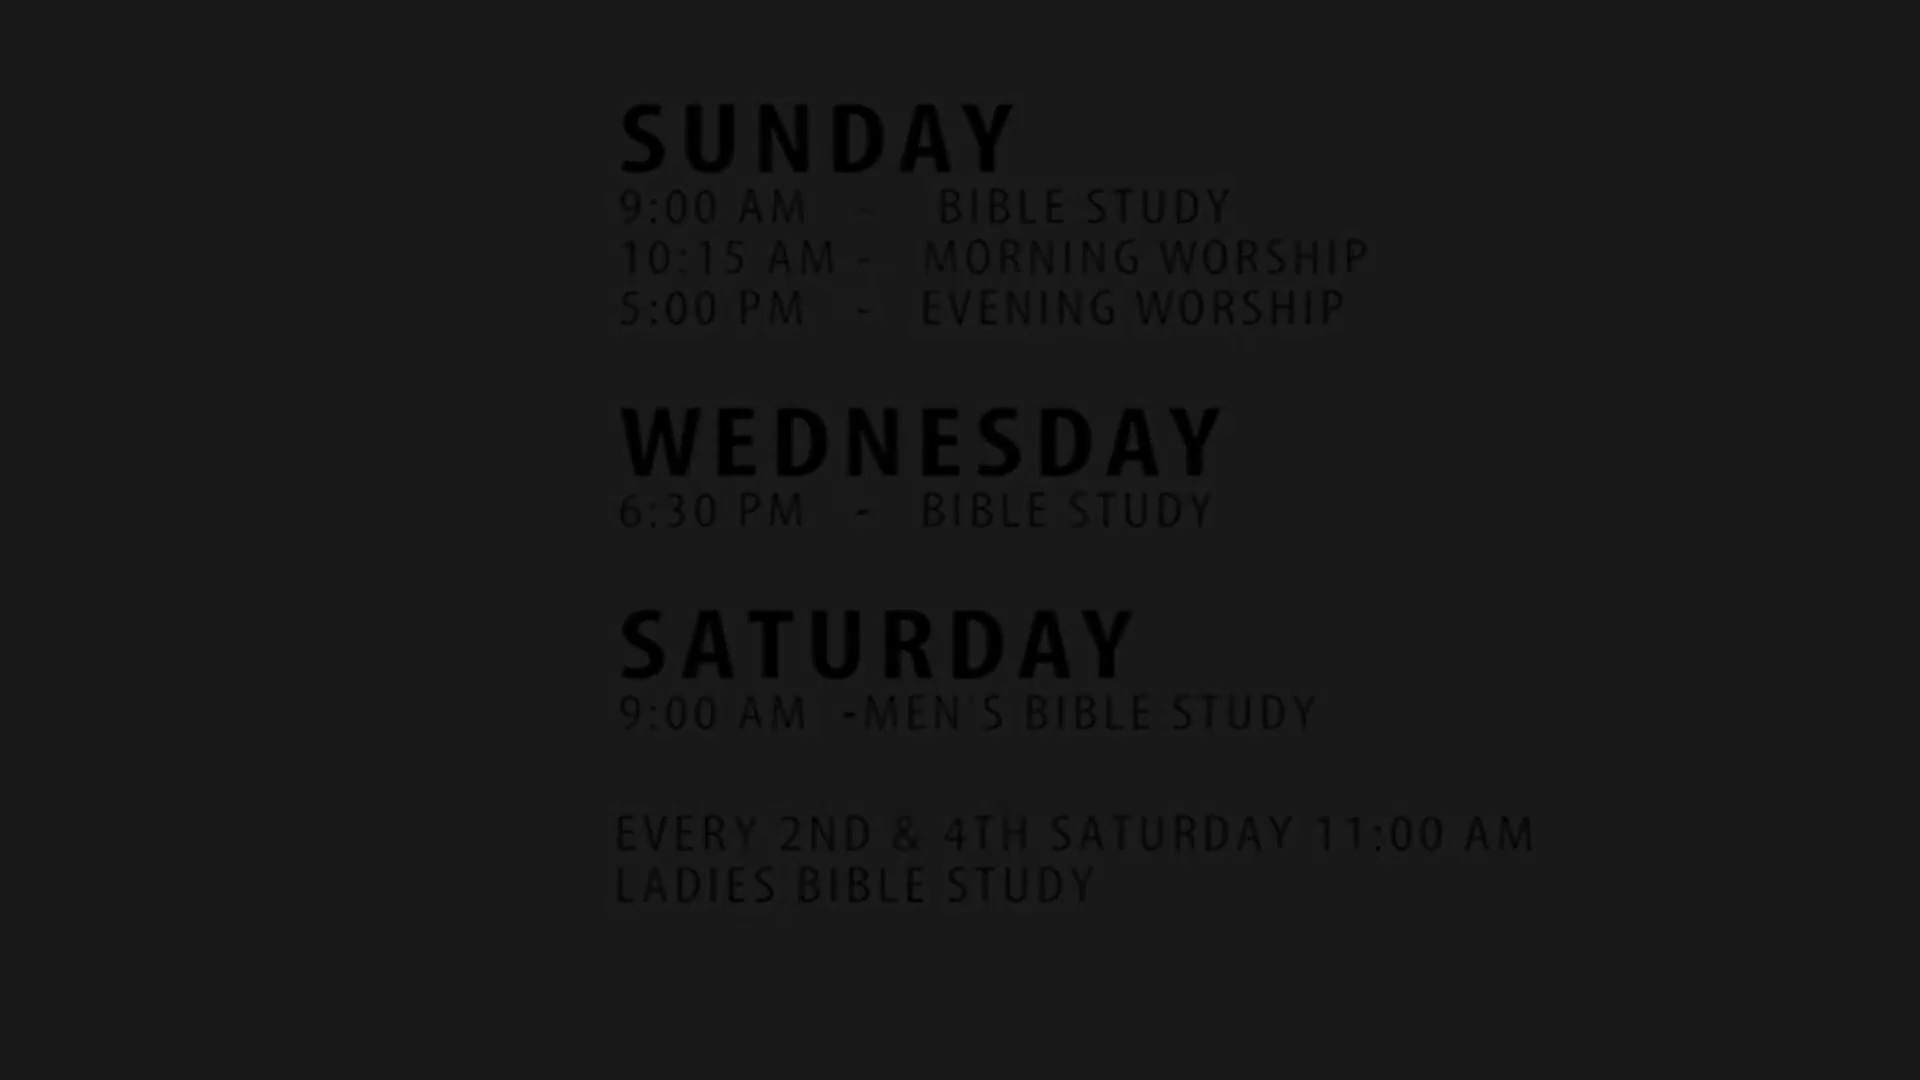 SUNDAY
9:00 AM - BIBLE STUDY
10:15 AM - MORNING WORSHIP
5:00 PM - EVENING WORSHIP
WEDNESDAY
6:30 PM - BIBLE STUDY
SATURDAY
9:00 AM -MEN'S BIBLE STUDY
EVERY 2ND & 4TH SATURDAY 11:00 AM
LADIES BIBLE STUDY